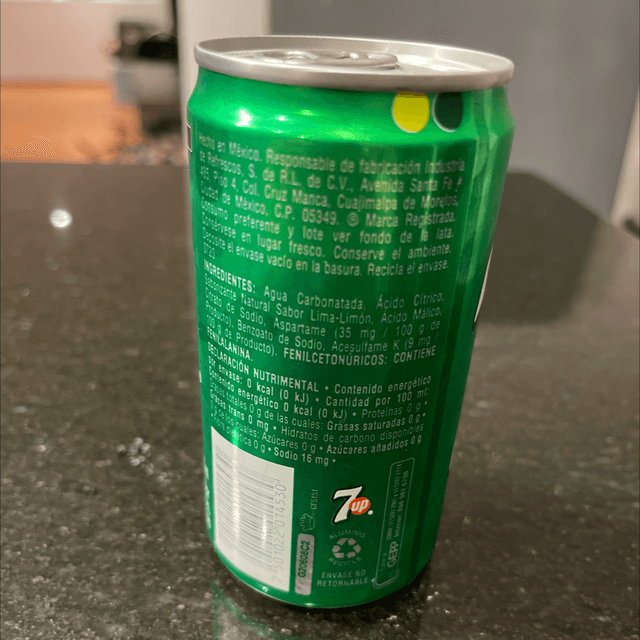 Hecho en México. Responsable de fabricación Industria
de Refrescos, S. de R.L. de C.V., Avenida Santa Fe #
485 Piso 4, Col. Cruz Manca, Cuajimalpa de Morelos,
de México, C.P. 05349. ® Marca Registrada.
Consumo preferente y lote ver fondo de la lata.
Consérvese en lugar fresco. Conserve el ambiente.
Deposite el envase vacío en la basura. Recicla el envase.
INGREDIENTES: Agua Carbonatada, Ácido Cítrico,
Saborizante Natural Sabor Lima-Limón, Ácido Málico,
Citrato de Sodio, Aspartame (35 mg / 100 g de
Producto), Benzoato de Sodio, Acesulfame K (9 mg /
100 g de Producto). FENILCETONÚRICOS: CONTIENE
FENILALANINA.
DECLARACIÓN NUTRIMENTAL • Contenido energético
por envase: 0 kcal (0 kJ) • Cantidad por 100 ml:
Contenido energético 0 kcal (0 kJ) • Proteínas 0 g •
Grasas totales 0 g de las cuales: Grasas saturadas 0 g •
Grasas trans 0 mg • Hidratos de carbono disponibles
Azúcares 0 g • Azúcares añadidos 0 g
dietética 0 g • Sodio 16 mg •
7up
ALUMINIO
RECICLE
ENVASE NO
RETORNABLE